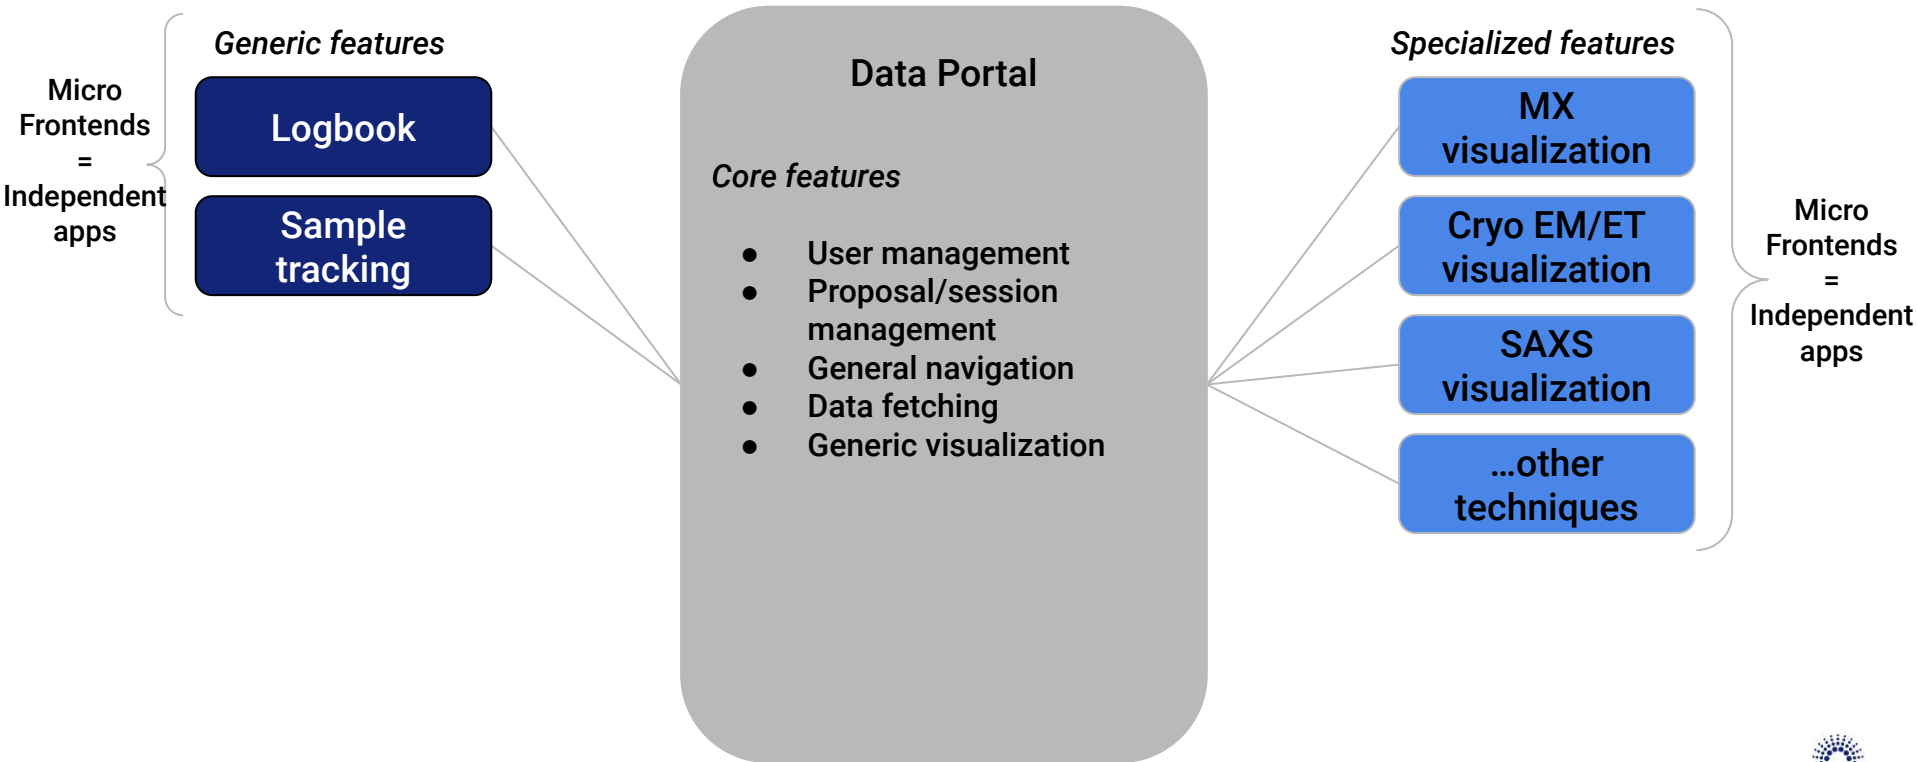 Micro
Frontends
=
Independent
apps
Generic features
Logbook
Sample
tracking
Data Portal
Core features
● User management
● Proposal/session
management
● General navigation
● Data fetching
● Generic visualization
Specialized features
MX
visualization
Cryo EM/ET
visualization
SAXS
visualization
...other
techniques
Micro
Frontends
=
Independent
apps